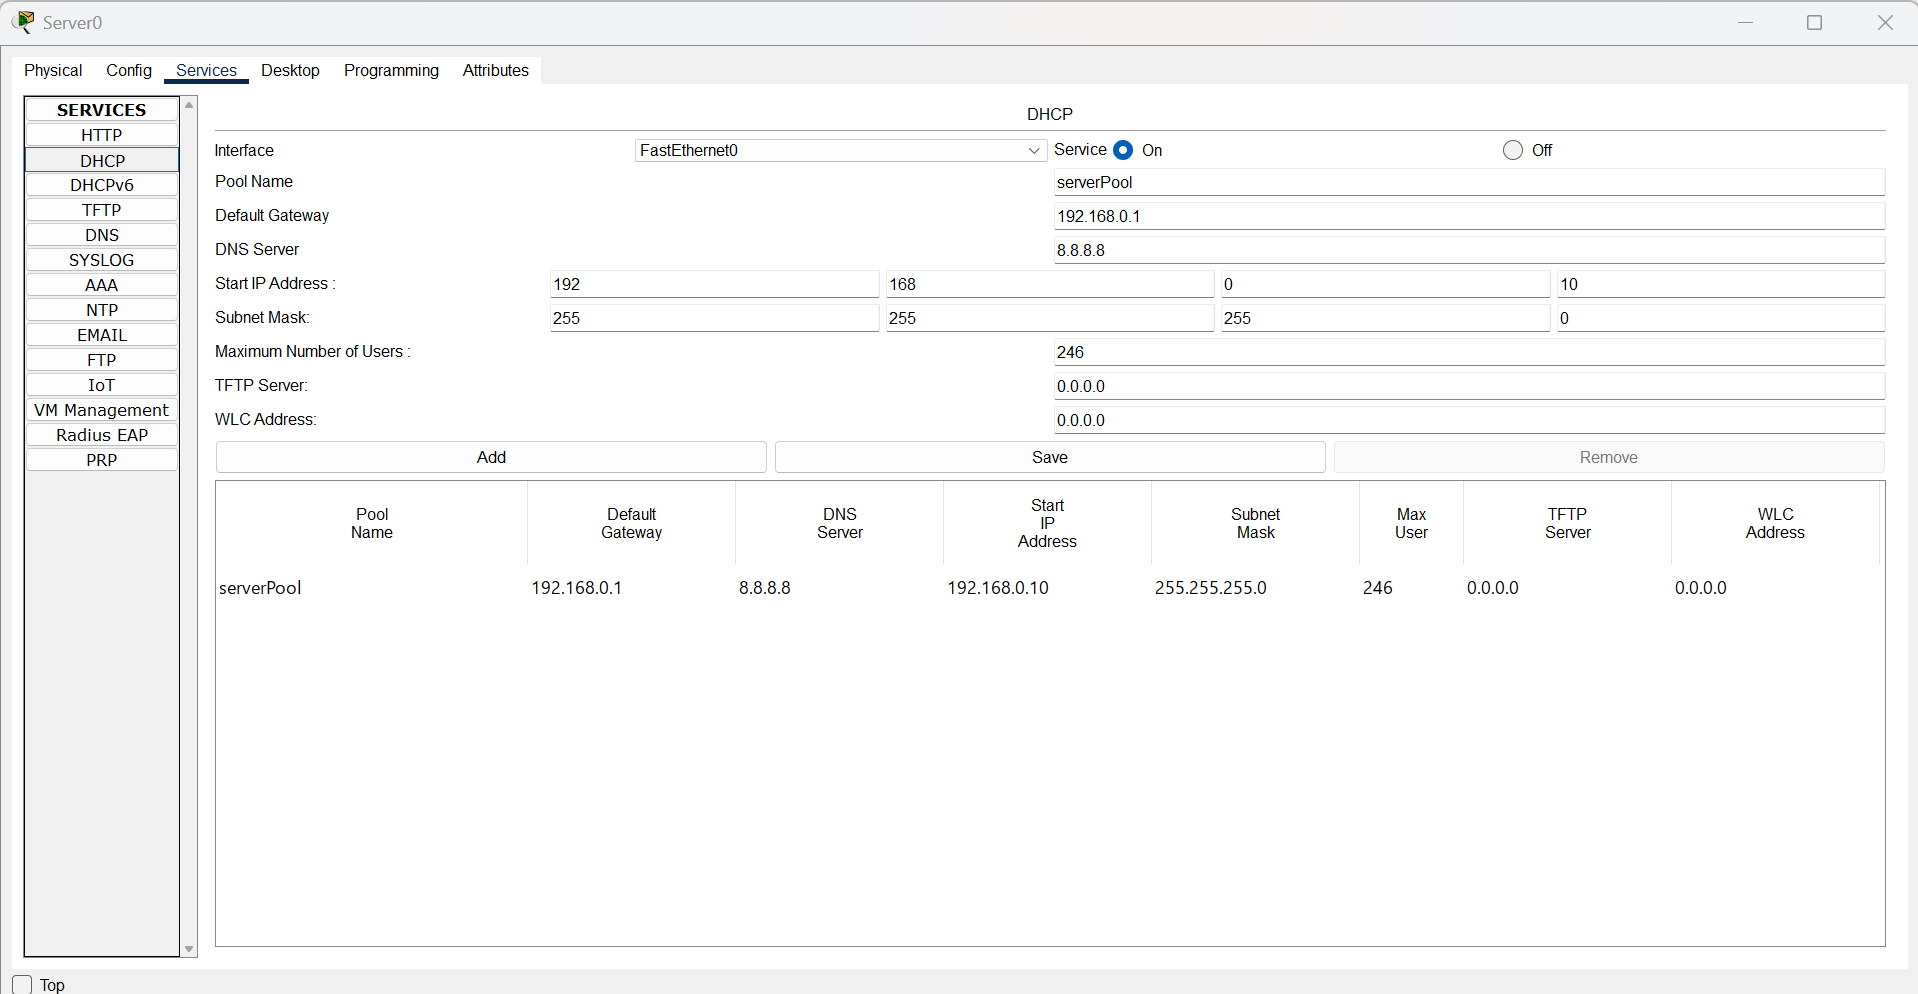 Server0
Physical Config Services Desktop Programming Attributes
SERVICES
HTTP
DHCP
DHCPv6
TFTP
DNS
SYSLOG
AAA
NTP
EMAIL
FTP
IoT
VM Management
Radius EAP
PRP
DHCP
Interface FastEthernet0 Service On Off
Pool Name serverPool
Default Gateway 192.168.0.1
DNS Server 8.8.8.8
Start IP Address : 192 168 0 10
Subnet Mask: 255 255 255 0
Maximum Number of Users : 246
TFTP Server: 0.0.0.0
WLC Address: 0.0.0.0
Add Save Remove
Pool Name
Default Gateway
DNS Server
Start IP Address
Subnet Mask
Max User
TFTP Server
WLC Address
serverPool 192.168.0.1 8.8.8.8 192.168.0.10 255.255.255.0 246 0.0.0.0 0.0.0.0
Top